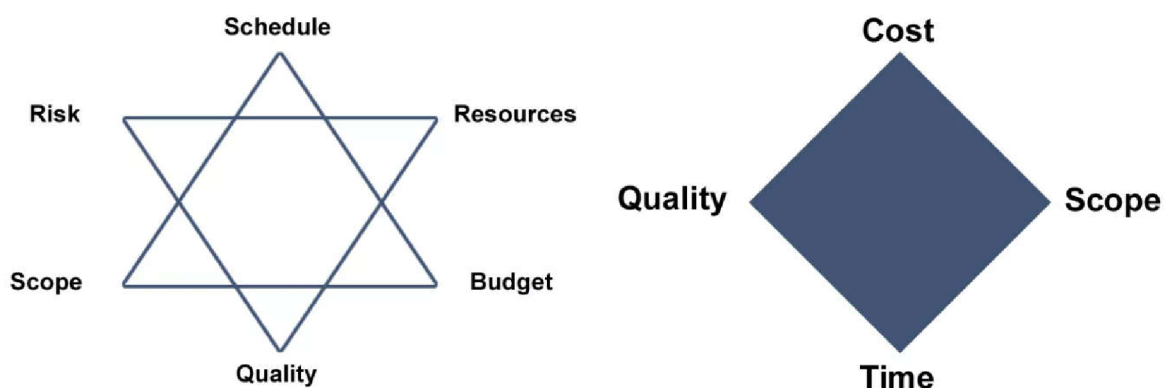 Schedule
Risk
Resources
Scope
Budget
Quality
Cost
Quality
Scope
Time